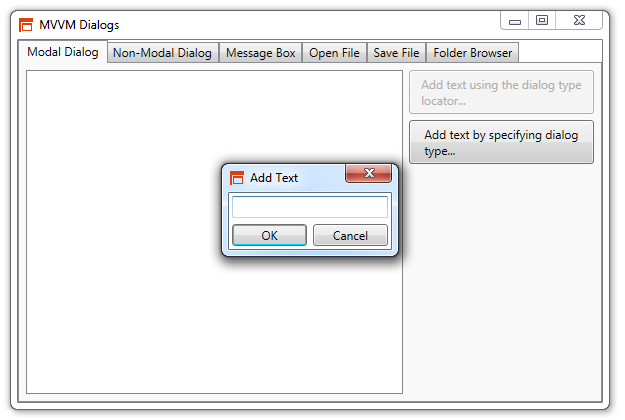 MVVM Dialogs
Modal Dialog Non-Modal Dialog Message Box Open File Save File Folder Browser
Add text using the dialog type
locator...
Add text by specifying dialog
type...
Add Text
OK Cancel